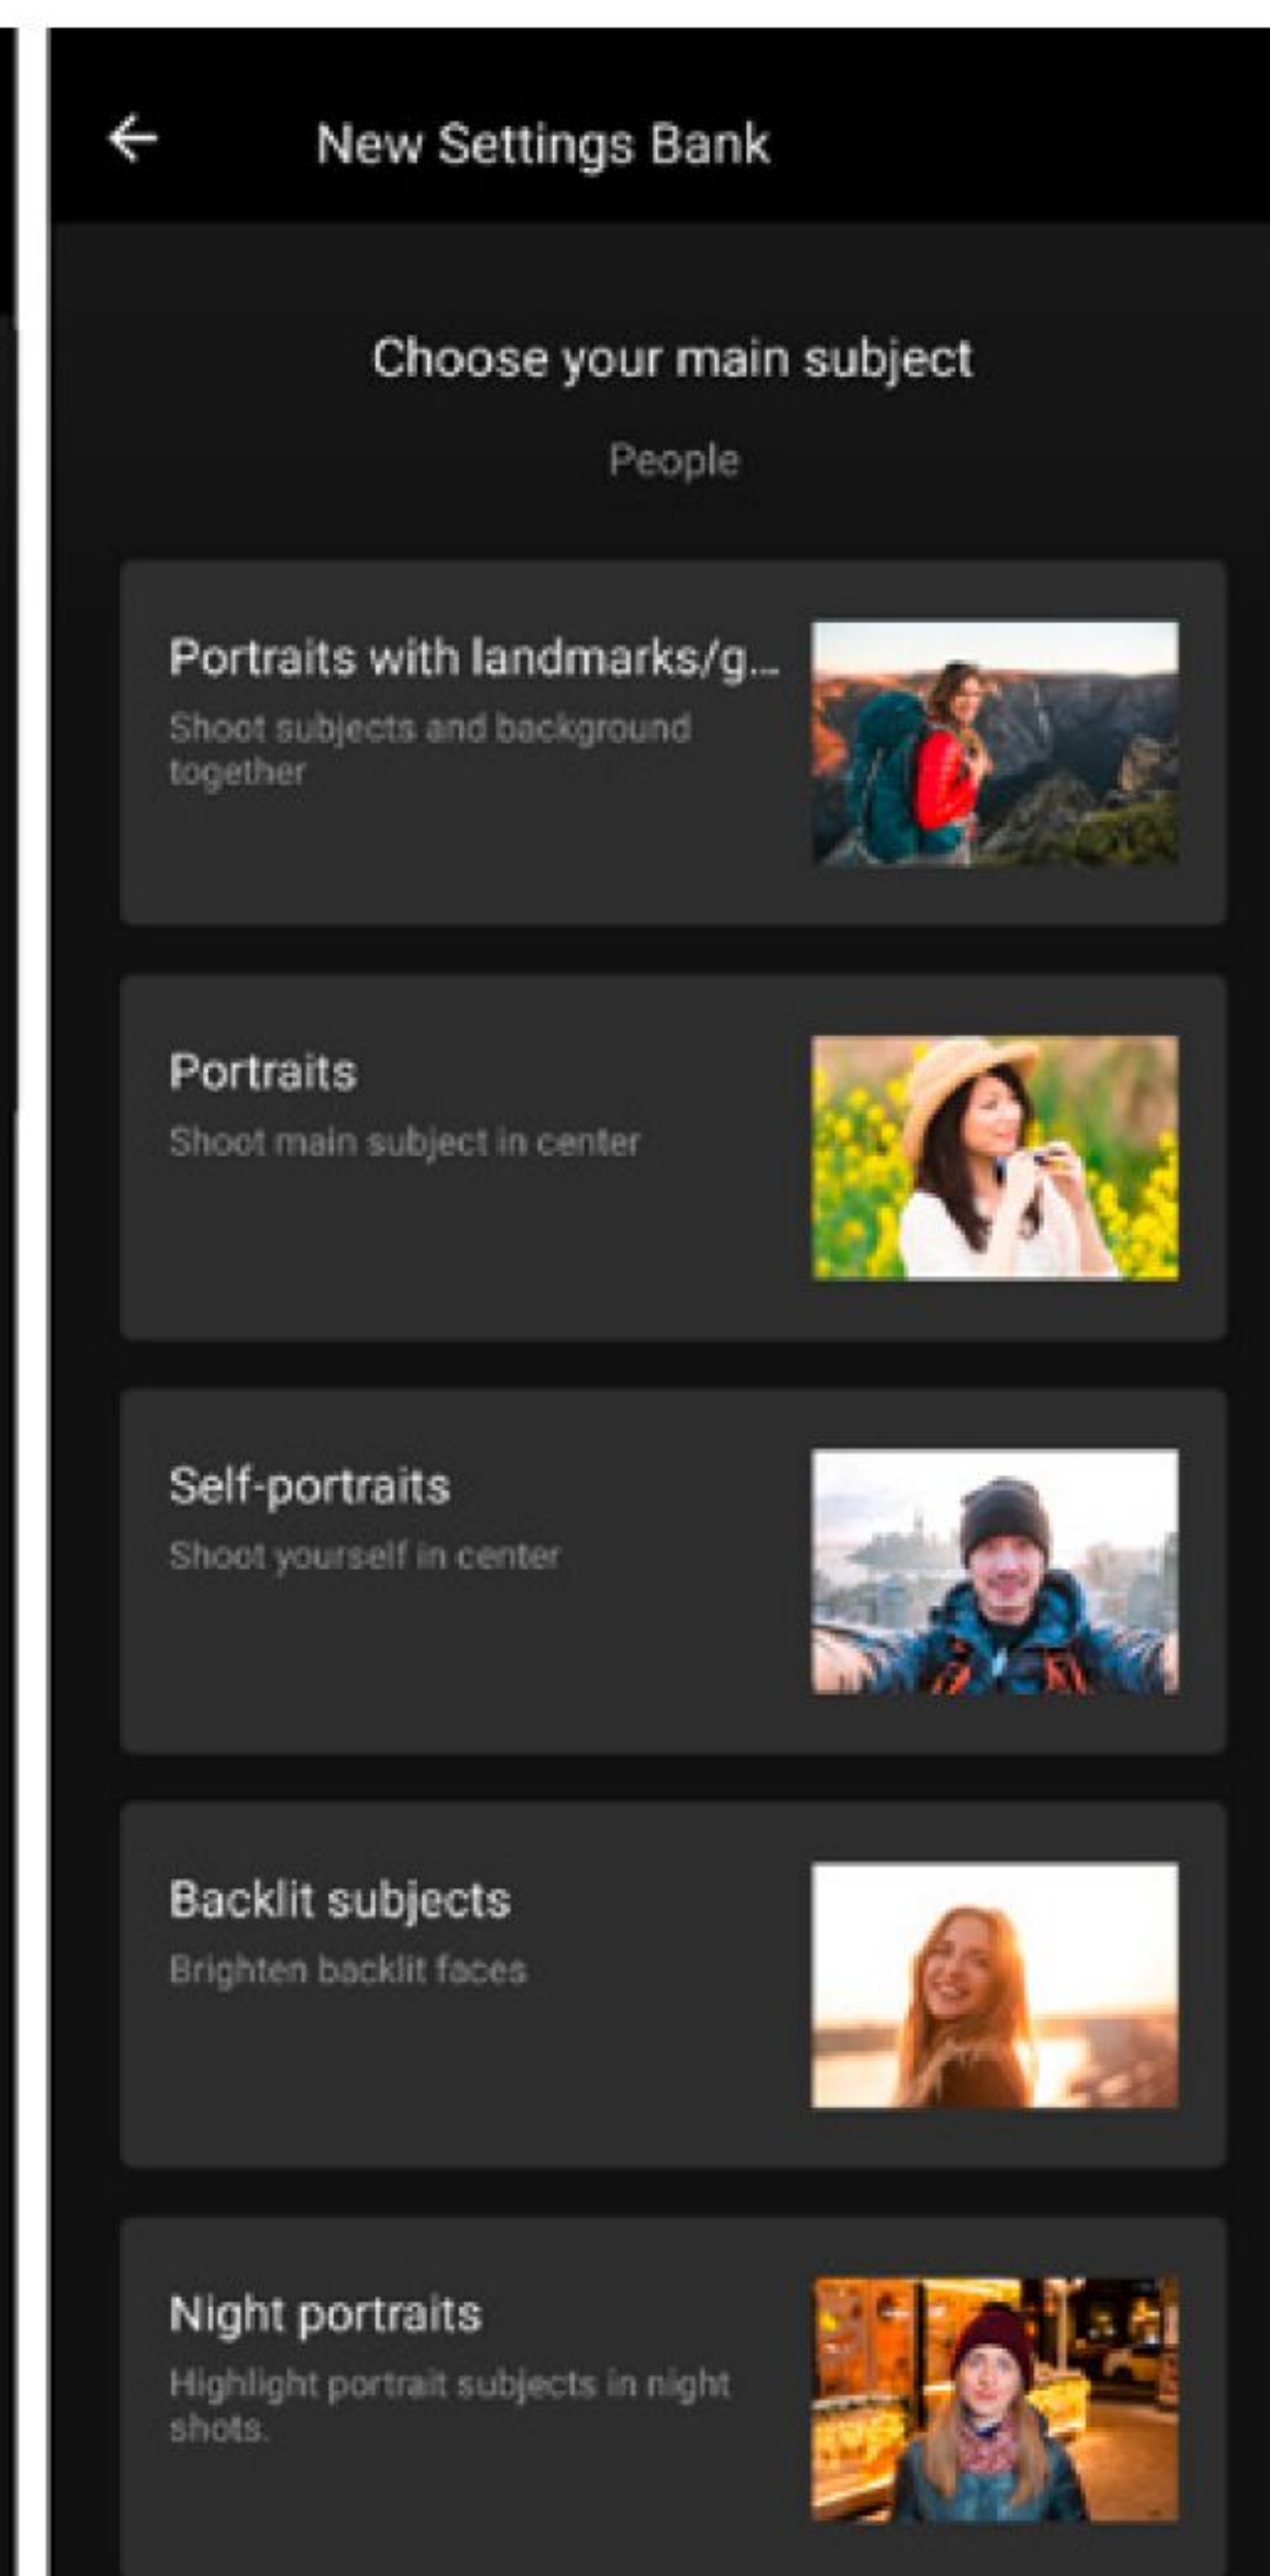 New Settings Bank
Choose your main subject
People
Portraits with landmarks/g...
Shoot subjects and background
together
Portraits
Shoot main subject in center
Self-portraits
Shoot yourself in center
Backlit subjects
Brighten backlit faces
Night portraits
Highlight portrait subjects in night
shots.